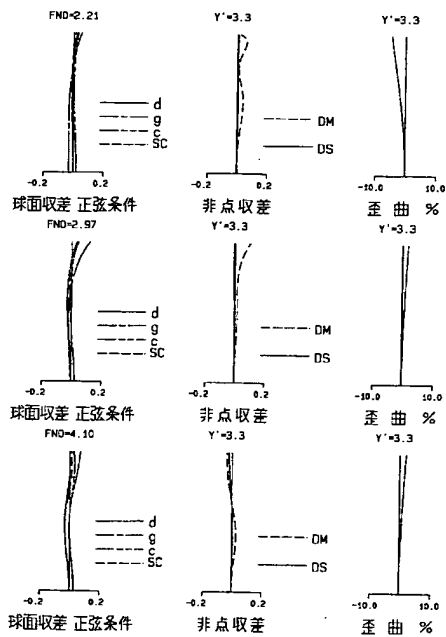 FNO=2.21
Y'=3.3
Y'=3.3
d
g
c
SC
DM
DS
-0.2 0.2
-0.2 0.2
-10.0 10.0
球面収差 正弦条件
非点収差
歪 曲 %
FNO=2.97
Y'=3.3
Y'=3.3
d
g
c
SC
DM
DS
-0.2 0.2
-0.2 0.2
-10.0 10.0
球面収差 正弦条件
非点収差
歪 曲 %
FNO=4.10
Y'=3.3
Y'=3.3
d
g
c
SC
DM
DS
-0.2 0.2
-0.2 0.2
-10.0 10.0
球面収差 正弦条件
非点収差
歪 曲 %